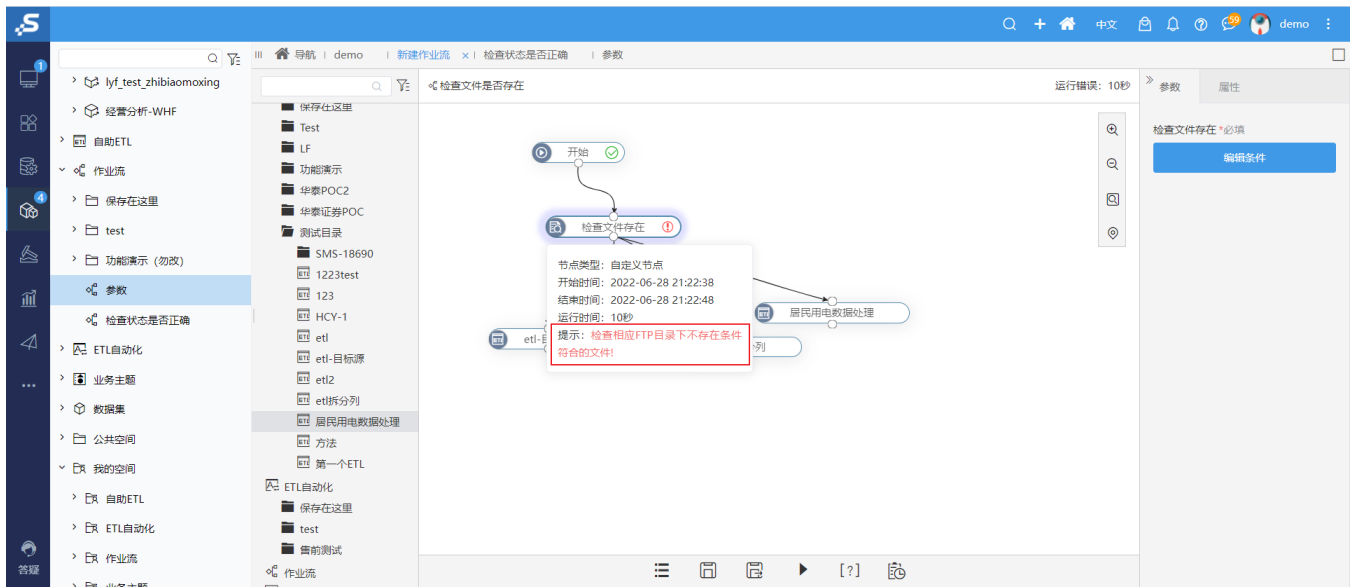 中文
59
demo
1
4
答疑
lyf_test_zhibiaomoxing
经营分析-WHF
自助ETL
作业流
保存在这里
test
功能演示（勿改）
参数
检查状态是否正确
ETL自动化
业务主题
数据集
公共空间
我的空间
自助ETL
ETL自动化
作业流
导航
demo
新建作业流
检查状态是否正确
参数
保存在这里
Test
LF
功能演示
华泰POC2
华泰证券POC
测试目录
SMS-18690
1223test
123
HCY-1
etl
etl-目标源
etl2
etl拆分列
居民用电数据处理
方法
第一个ETL
ETL自动化
保存在这里
test
售前测试
作业流
检查文件是否存在
运行错误：10秒
开始
检查文件存在
节点类型：自定义节点
开始时间：2022-06-28 21:22:38
结束时间：2022-06-28 21:22:48
运行时间：10秒
提示：检查相应FTP目录下不存在条件
符合的文件!
居民用电数据处理
列
[?]
参数
属性
检查文件存在 *必填
编辑条件